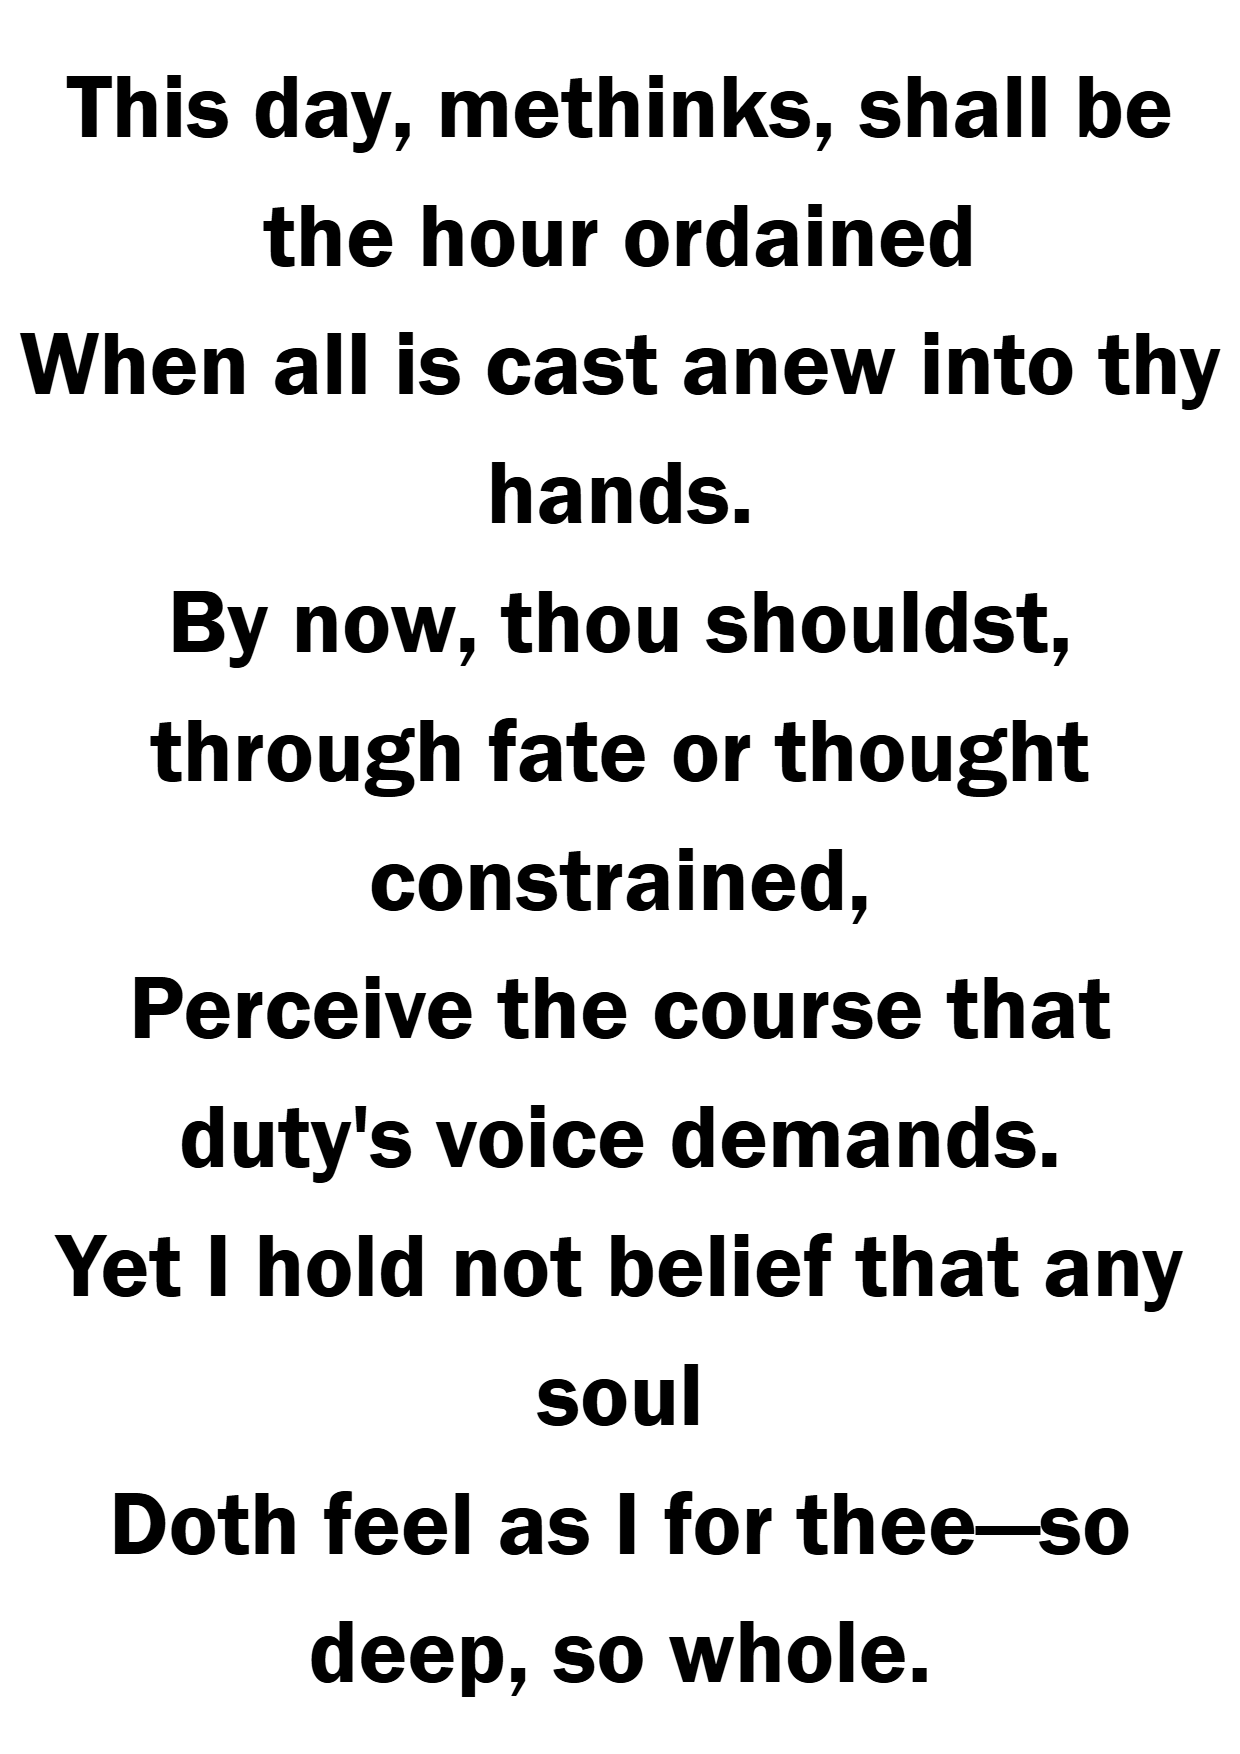 This day, methinks, shall be
the hour ordained
When all is cast anew into thy
hands.
By now, thou shouldst,
through fate or thought
constrained,
Perceive the course that
duty's voice demands.
Yet I hold not belief that any
soul
Doth feel as I for thee—so
deep, so whole.